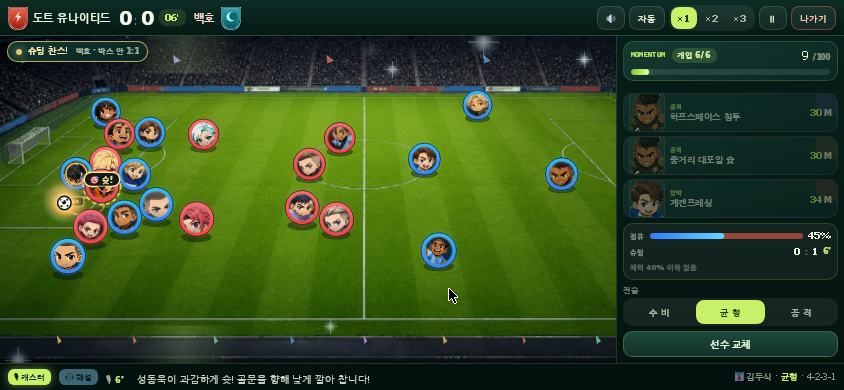 도트 유나이티드 0 : 0 06' 백호
자동 ×1 ×2 ×3 II 나가기
슈팅 찬스! 백호 · 박스 안 1:1
슛!
MOMENTUM 개입 6/6 9 /100
공격
하프스페이스 침투
30 M
공격
중거리 대포알 슛
30 M
압박
게겐프레싱
34 M
점유 45%
슈팅 0 : 1 6'
체력 40% 이하 없음
전술
수비 균형 공격
선수 교체
캐스터 해설 6' 성동욱이 과감하게 슛! 골문을 향해 낮게 깔아 찹니다!
김두식 · 균형 · 4-2-3-1